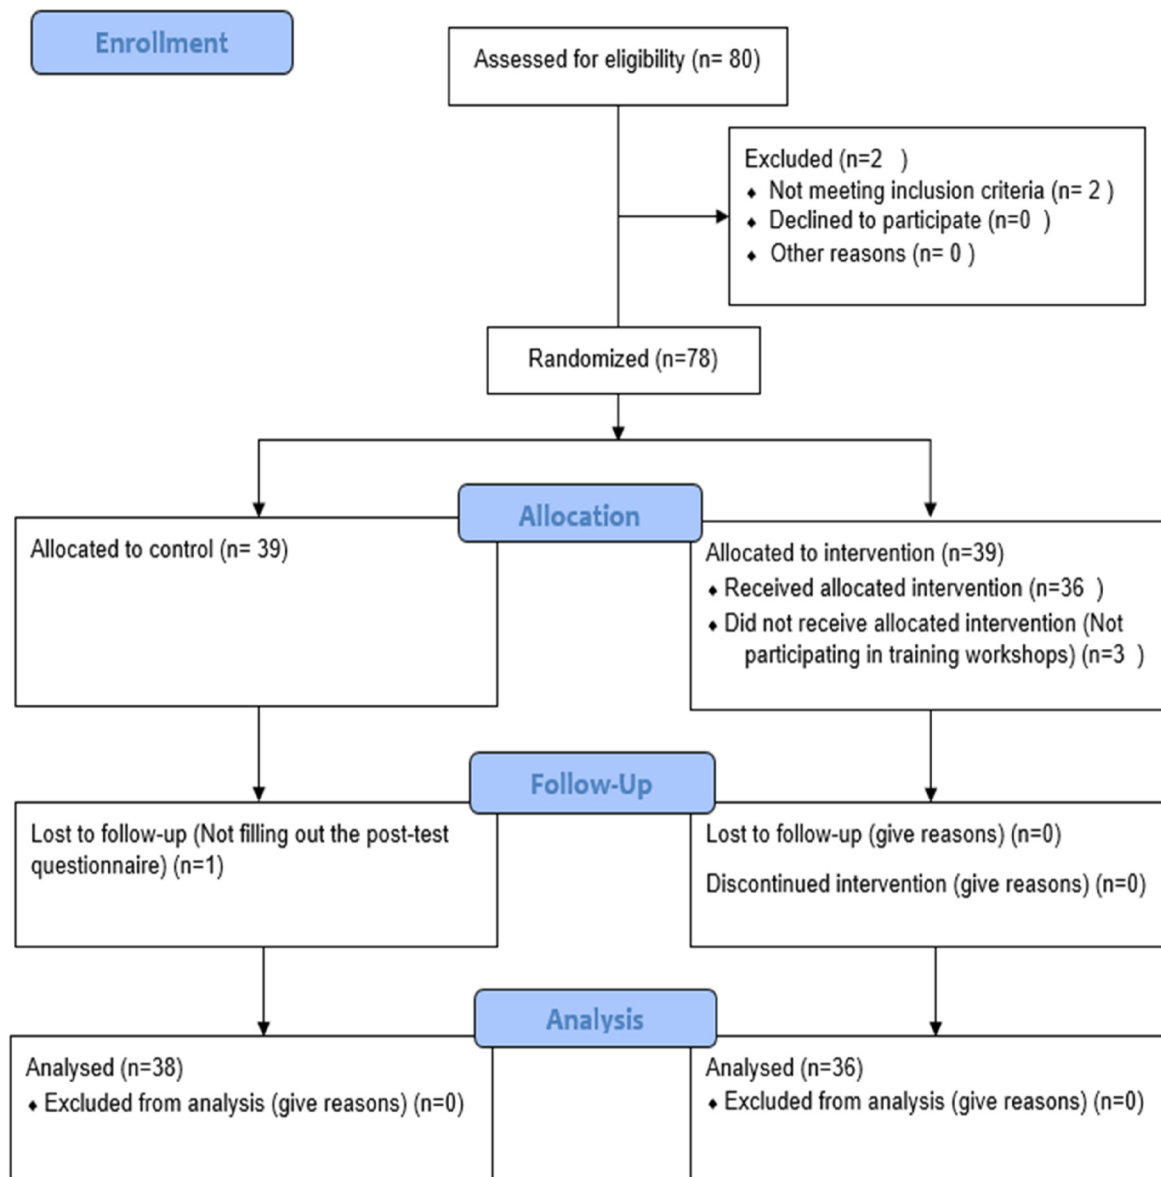 Enrollment
Assessed for eligibility (n= 80)
Excluded (n=2   )
♦ Not meeting inclusion criteria (n= 2 )
♦ Declined to participate (n=0   )
♦ Other reasons (n= 0 )
Randomized (n=78)
Allocation
Allocated to control (n= 39)
Allocated to intervention (n=39)
♦ Received allocated intervention (n=36   )
♦ Did not receive allocated intervention (Not
participating in training workshops) (n=3   )
Follow-Up
Lost to follow-up (Not filling out the post-test
questionnaire) (n=1)
Lost to follow-up (give reasons) (n=0)
Discontinued intervention (give reasons) (n=0)
Analysis
Analysed (n=38)
♦ Excluded from analysis (give reasons) (n=0)
Analysed (n=36)
♦ Excluded from analysis (give reasons) (n=0)